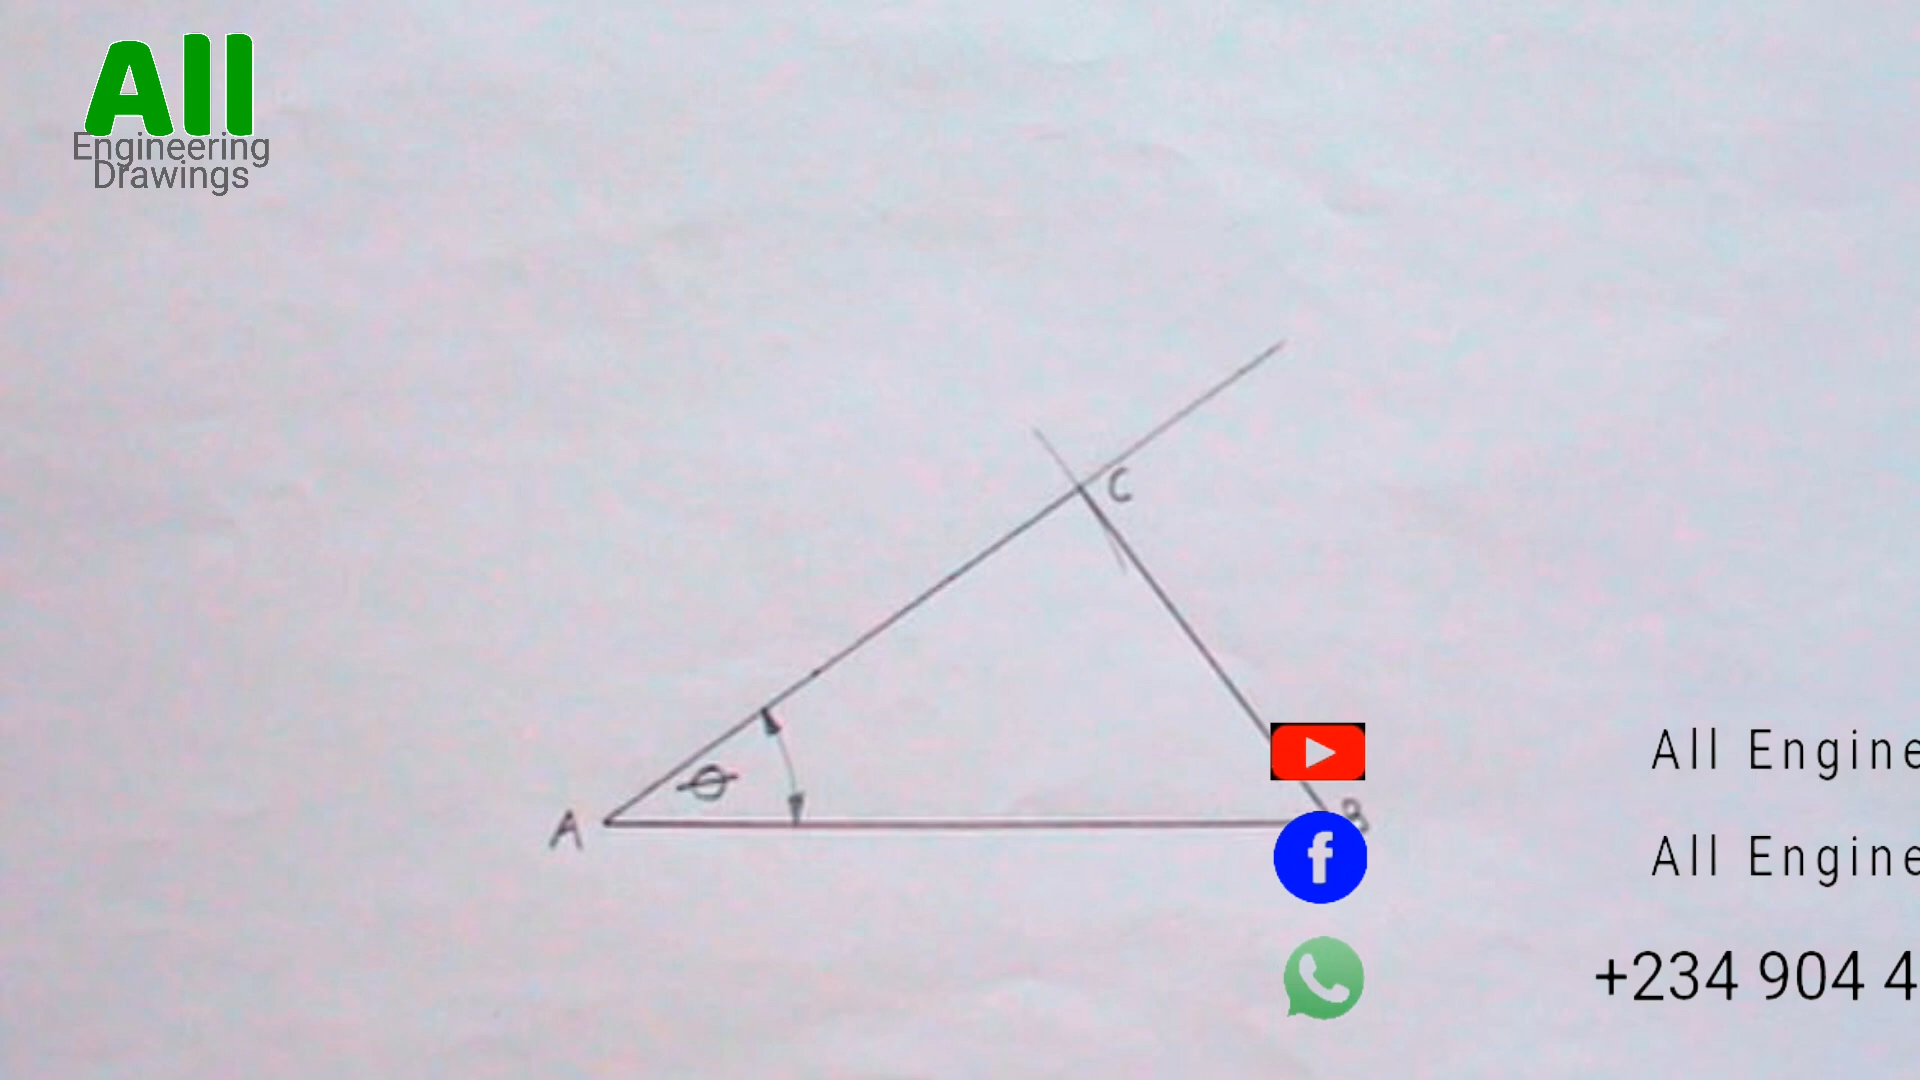 All
Engineering
Drawings
C
θ
A
B
All Engine
All Engine
+234 904 4